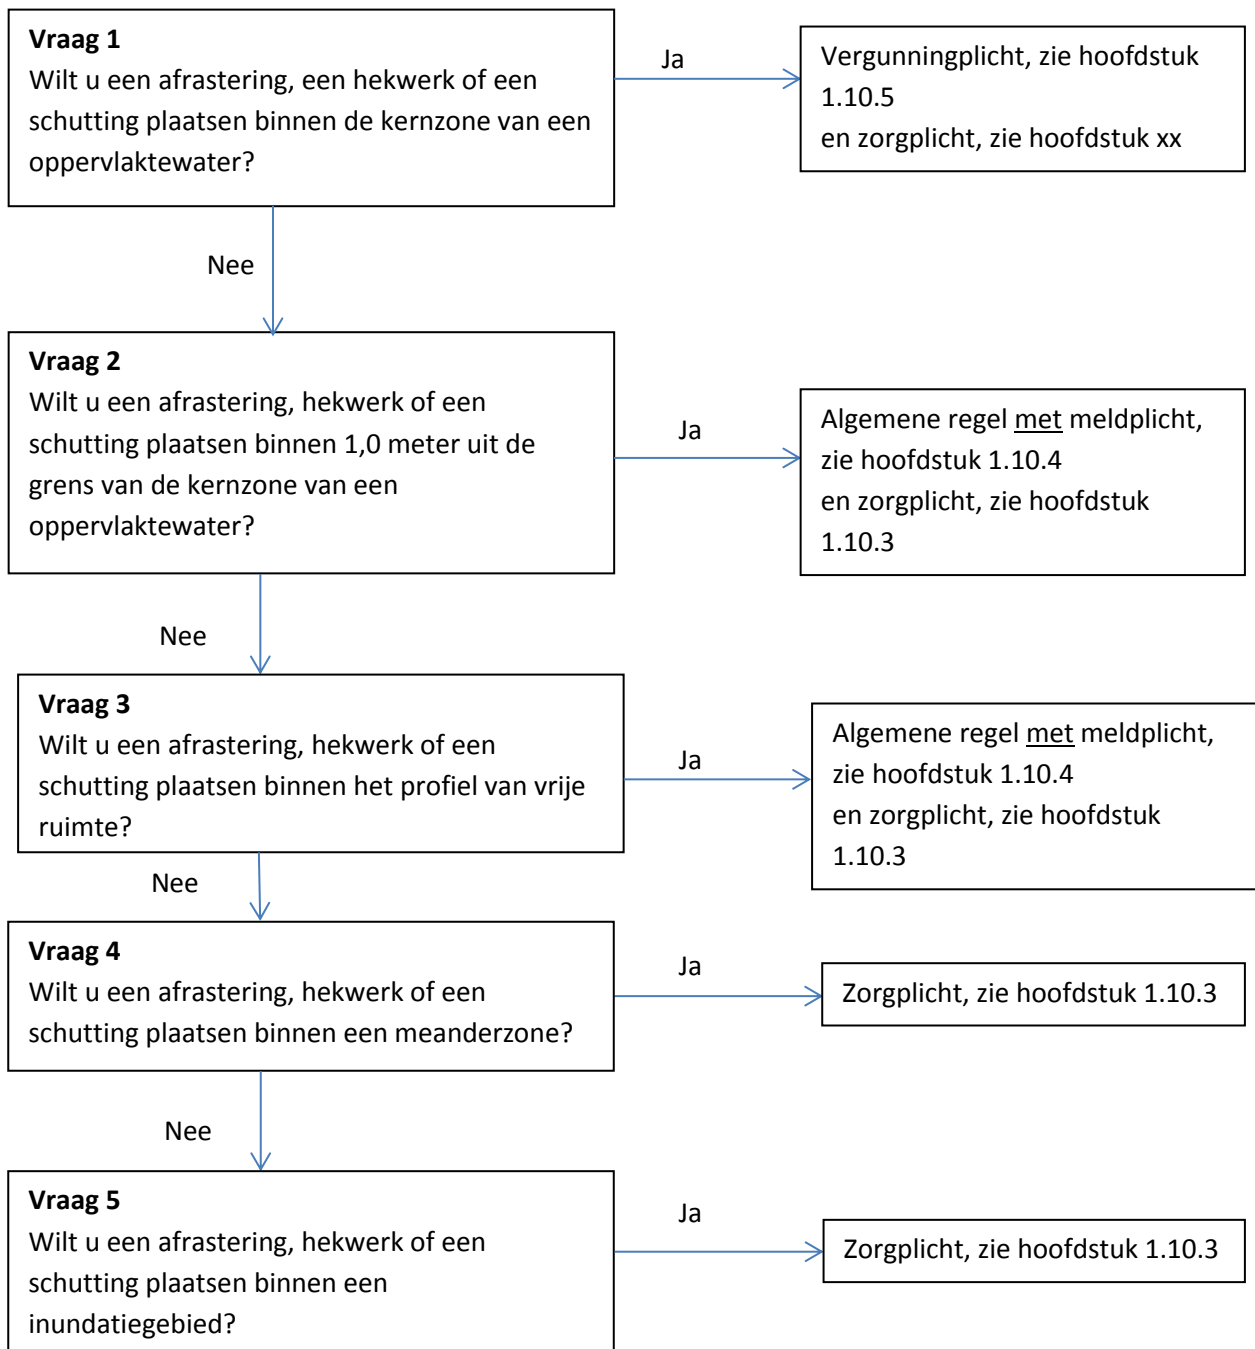 Vraag 1
Wilt u een afrastering, een hekwerk of een
schutting plaatsen binnen de kernzone van een
oppervlaktewater?
Ja
Vergunningplicht, zie hoofdstuk
1.10.5
en zorgplicht, zie hoofdstuk xx
Nee
Vraag 2
Wilt u een afrastering, hekwerk of een
schutting plaatsen binnen 1,0 meter uit de
grens van de kernzone van een
oppervlaktewater?
Ja
Algemene regel met meldplicht,
zie hoofdstuk 1.10.4
en zorgplicht, zie hoofdstuk
1.10.3
Nee
Vraag 3
Wilt u een afrastering, hekwerk of een
schutting plaatsen binnen het profiel van vrije
ruimte?
Ja
Algemene regel met meldplicht,
zie hoofdstuk 1.10.4
en zorgplicht, zie hoofdstuk
1.10.3
Nee
Vraag 4
Wilt u een afrastering, hekwerk of een
schutting plaatsen binnen een meanderzone?
Ja
Zorgplicht, zie hoofdstuk 1.10.3
Nee
Vraag 5
Wilt u een afrastering, hekwerk of een
schutting plaatsen binnen een
inundatiegebied?
Ja
Zorgplicht, zie hoofdstuk 1.10.3